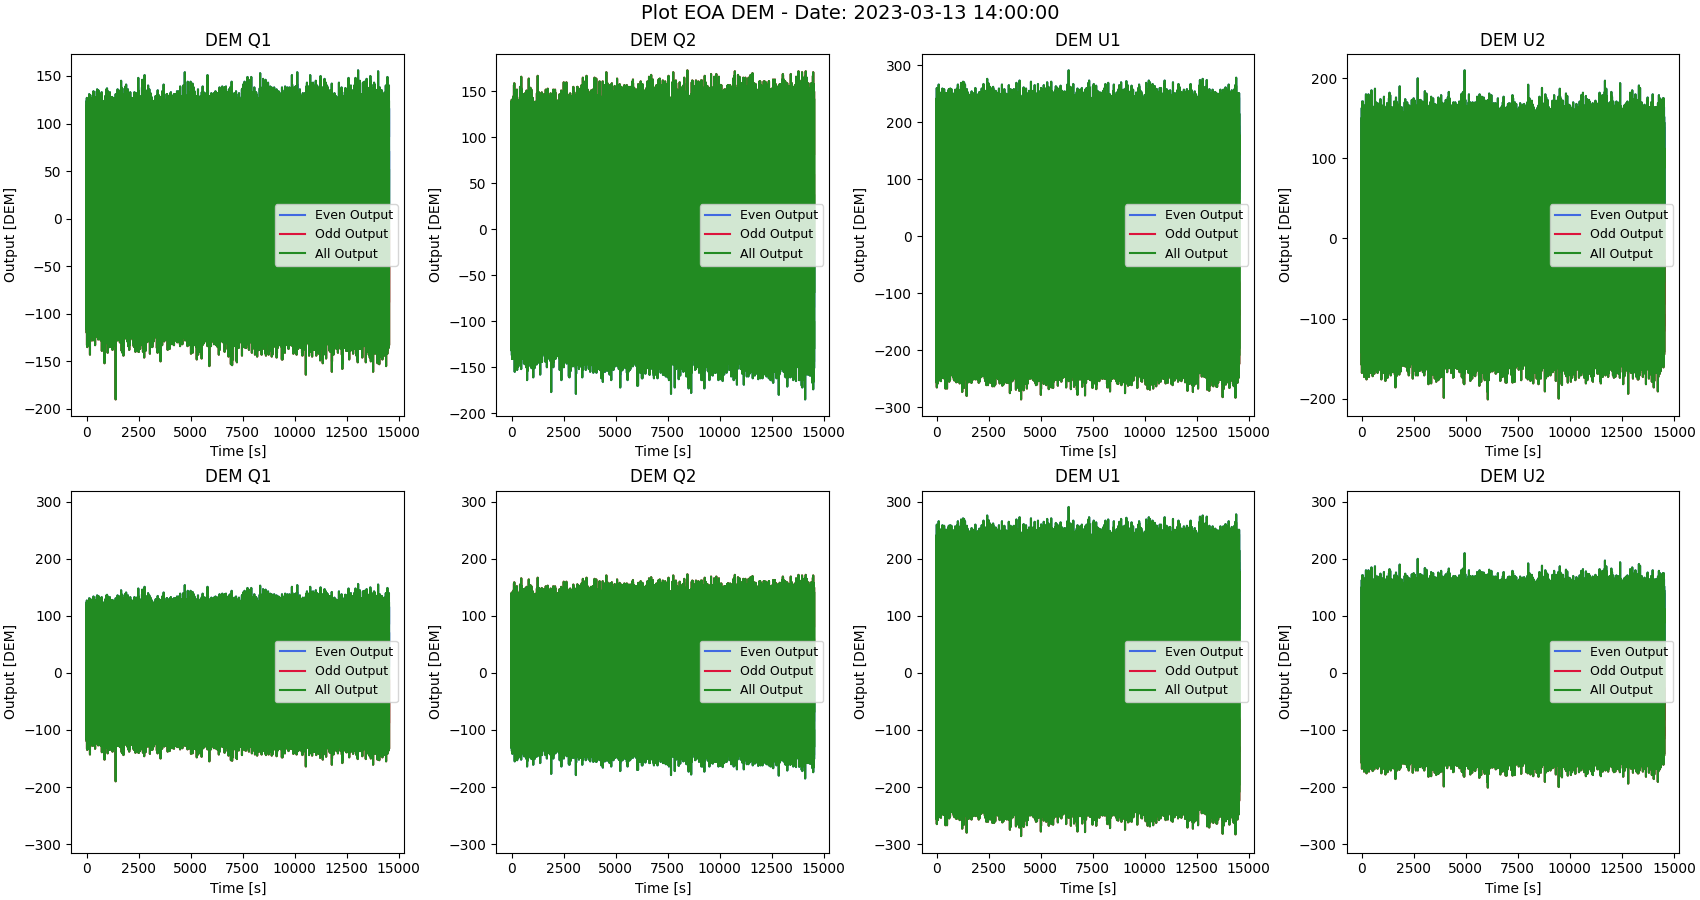 Plot EOA DEM - Date: 2023-03-13 14:00:00
DEM Q1
DEM Q2
DEM U1
DEM U2
Output [DEM]
150
100
50
0
−50
−100
−150
−200
Even Output
Odd Output
All Output
0 2500 5000 7500 10000 12500 15000
Time [s]
Output [DEM]
150
100
50
0
−50
−100
−150
−200
Even Output
Odd Output
All Output
0 2500 5000 7500 10000 12500 15000
Time [s]
Output [DEM]
300
200
100
0
−100
−200
−300
Even Output
Odd Output
All Output
0 2500 5000 7500 10000 12500 15000
Time [s]
Output [DEM]
200
100
0
−100
−200
Even Output
Odd Output
All Output
0 2500 5000 7500 10000 12500 15000
Time [s]
DEM Q1
DEM Q2
DEM U1
DEM U2
Output [DEM]
300
200
100
0
−100
−200
−300
Even Output
Odd Output
All Output
0 2500 5000 7500 10000 12500 15000
Time [s]
Output [DEM]
300
200
100
0
−100
−200
−300
Even Output
Odd Output
All Output
0 2500 5000 7500 10000 12500 15000
Time [s]
Output [DEM]
300
200
100
0
−100
−200
−300
Even Output
Odd Output
All Output
0 2500 5000 7500 10000 12500 15000
Time [s]
Output [DEM]
300
200
100
0
−100
−200
−300
Even Output
Odd Output
All Output
0 2500 5000 7500 10000 12500 15000
Time [s]